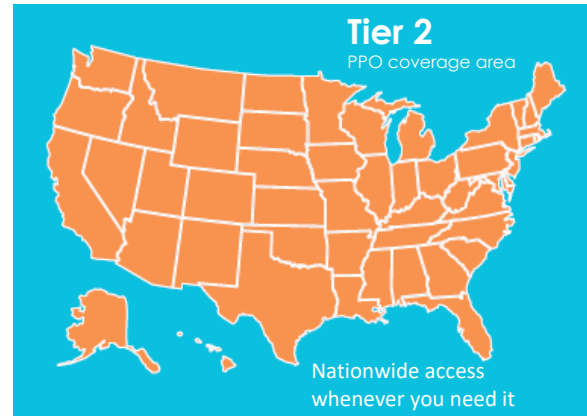 Tier 2
PPO coverage area
Nationwide access
whenever you need it